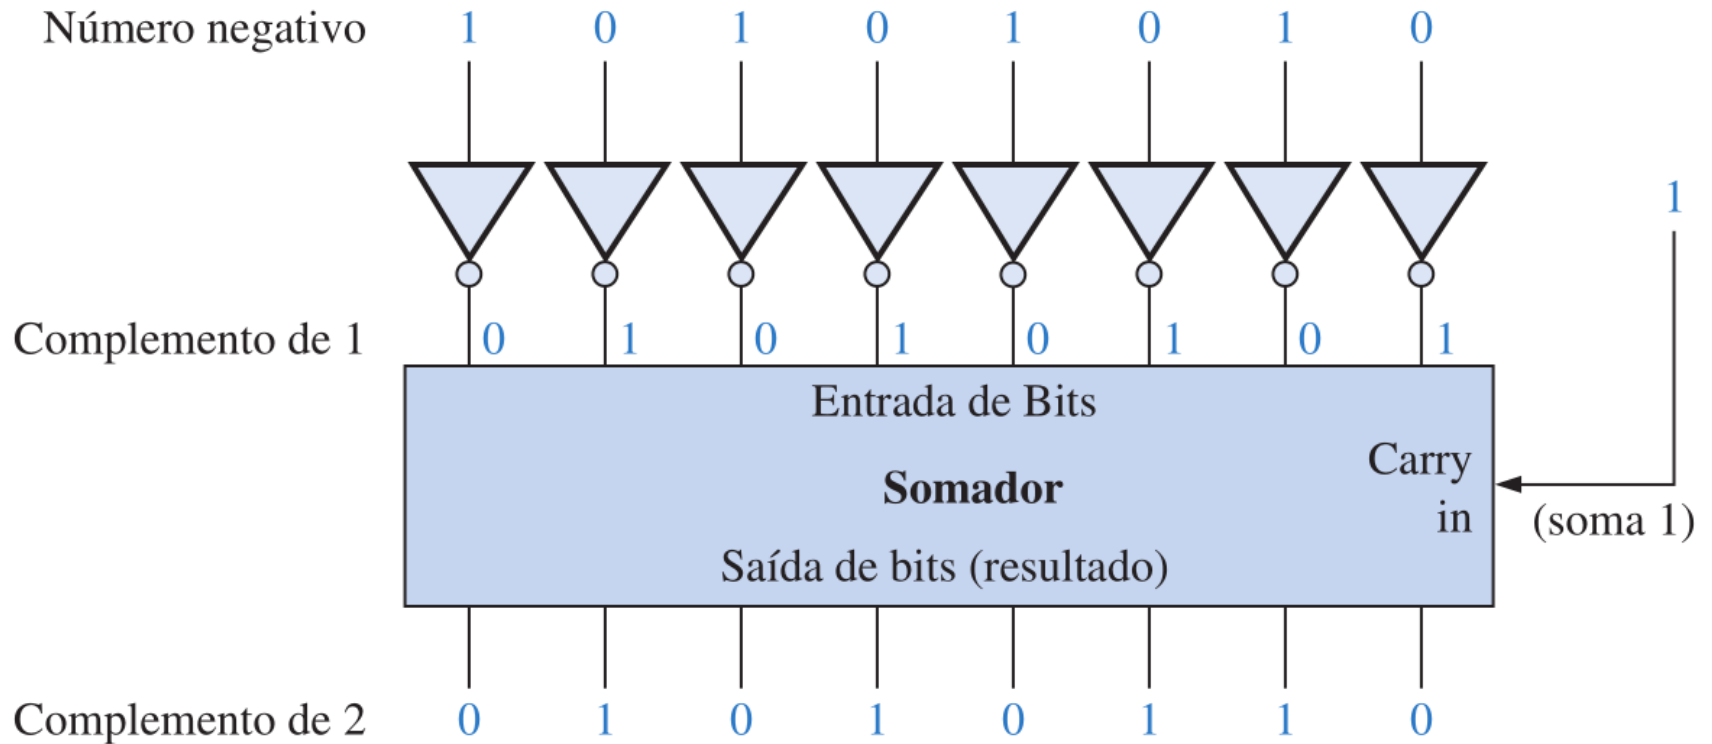 Número negativo 1 0 1 0 1 0 1 0
1
Complemento de 1 0 1 0 1 0 1 0 1
Entrada de Bits
Carry
Somador
in
(soma 1)
Saída de bits (resultado)
Complemento de 2 0 1 0 1 0 1 1 0